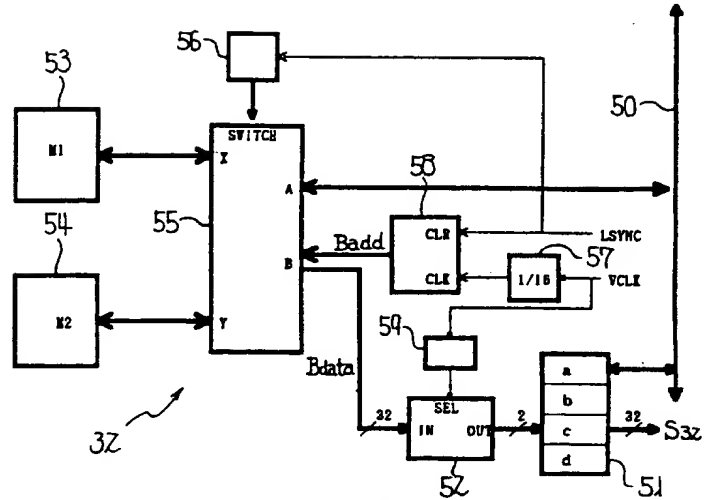 56
53
50
M1
SWITCH
X
55
A
58
54
CLR
LSYNC
Badd
57
B
CLK
1/16
VCLK
M2
Y
59
Bdata
a
SEL
b
32
32
IN
OUT
2
c
32
S32
52
d
51